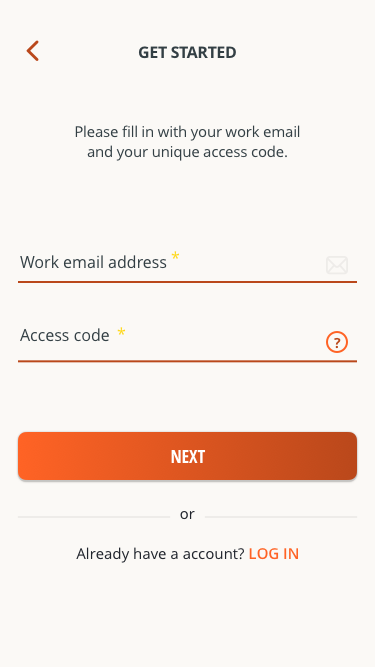 GET STARTED
Please fill in with your work email
and your unique access code.
Work email address *
Access code *
?
NEXT
or
Already have a account? LOG IN